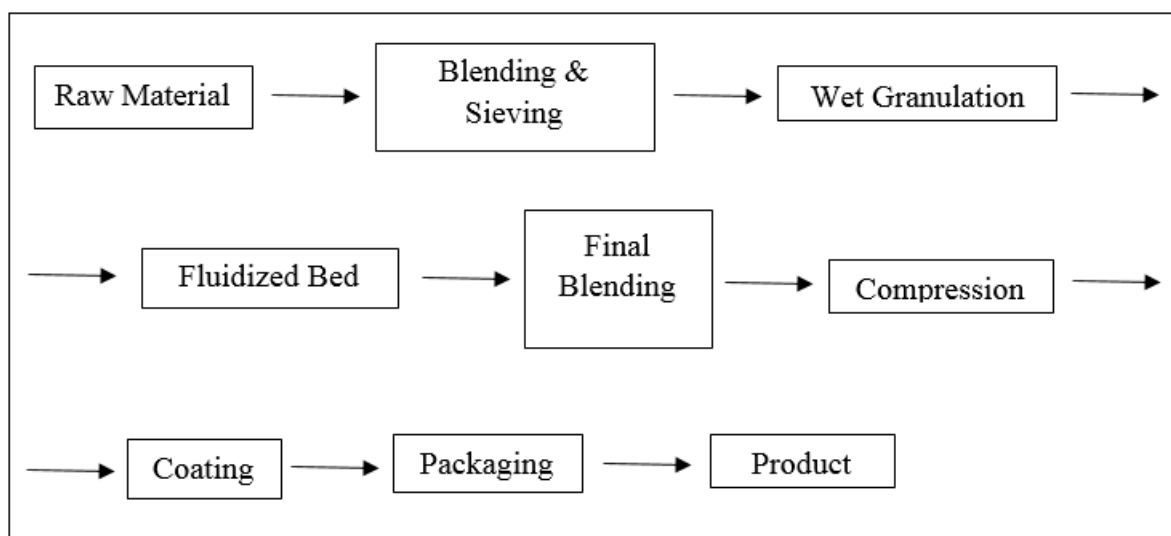 Raw Material
Blending &
Sieving
Wet Granulation
Fluidized Bed
Final
Blending
Compression
Coating
Packaging
Product